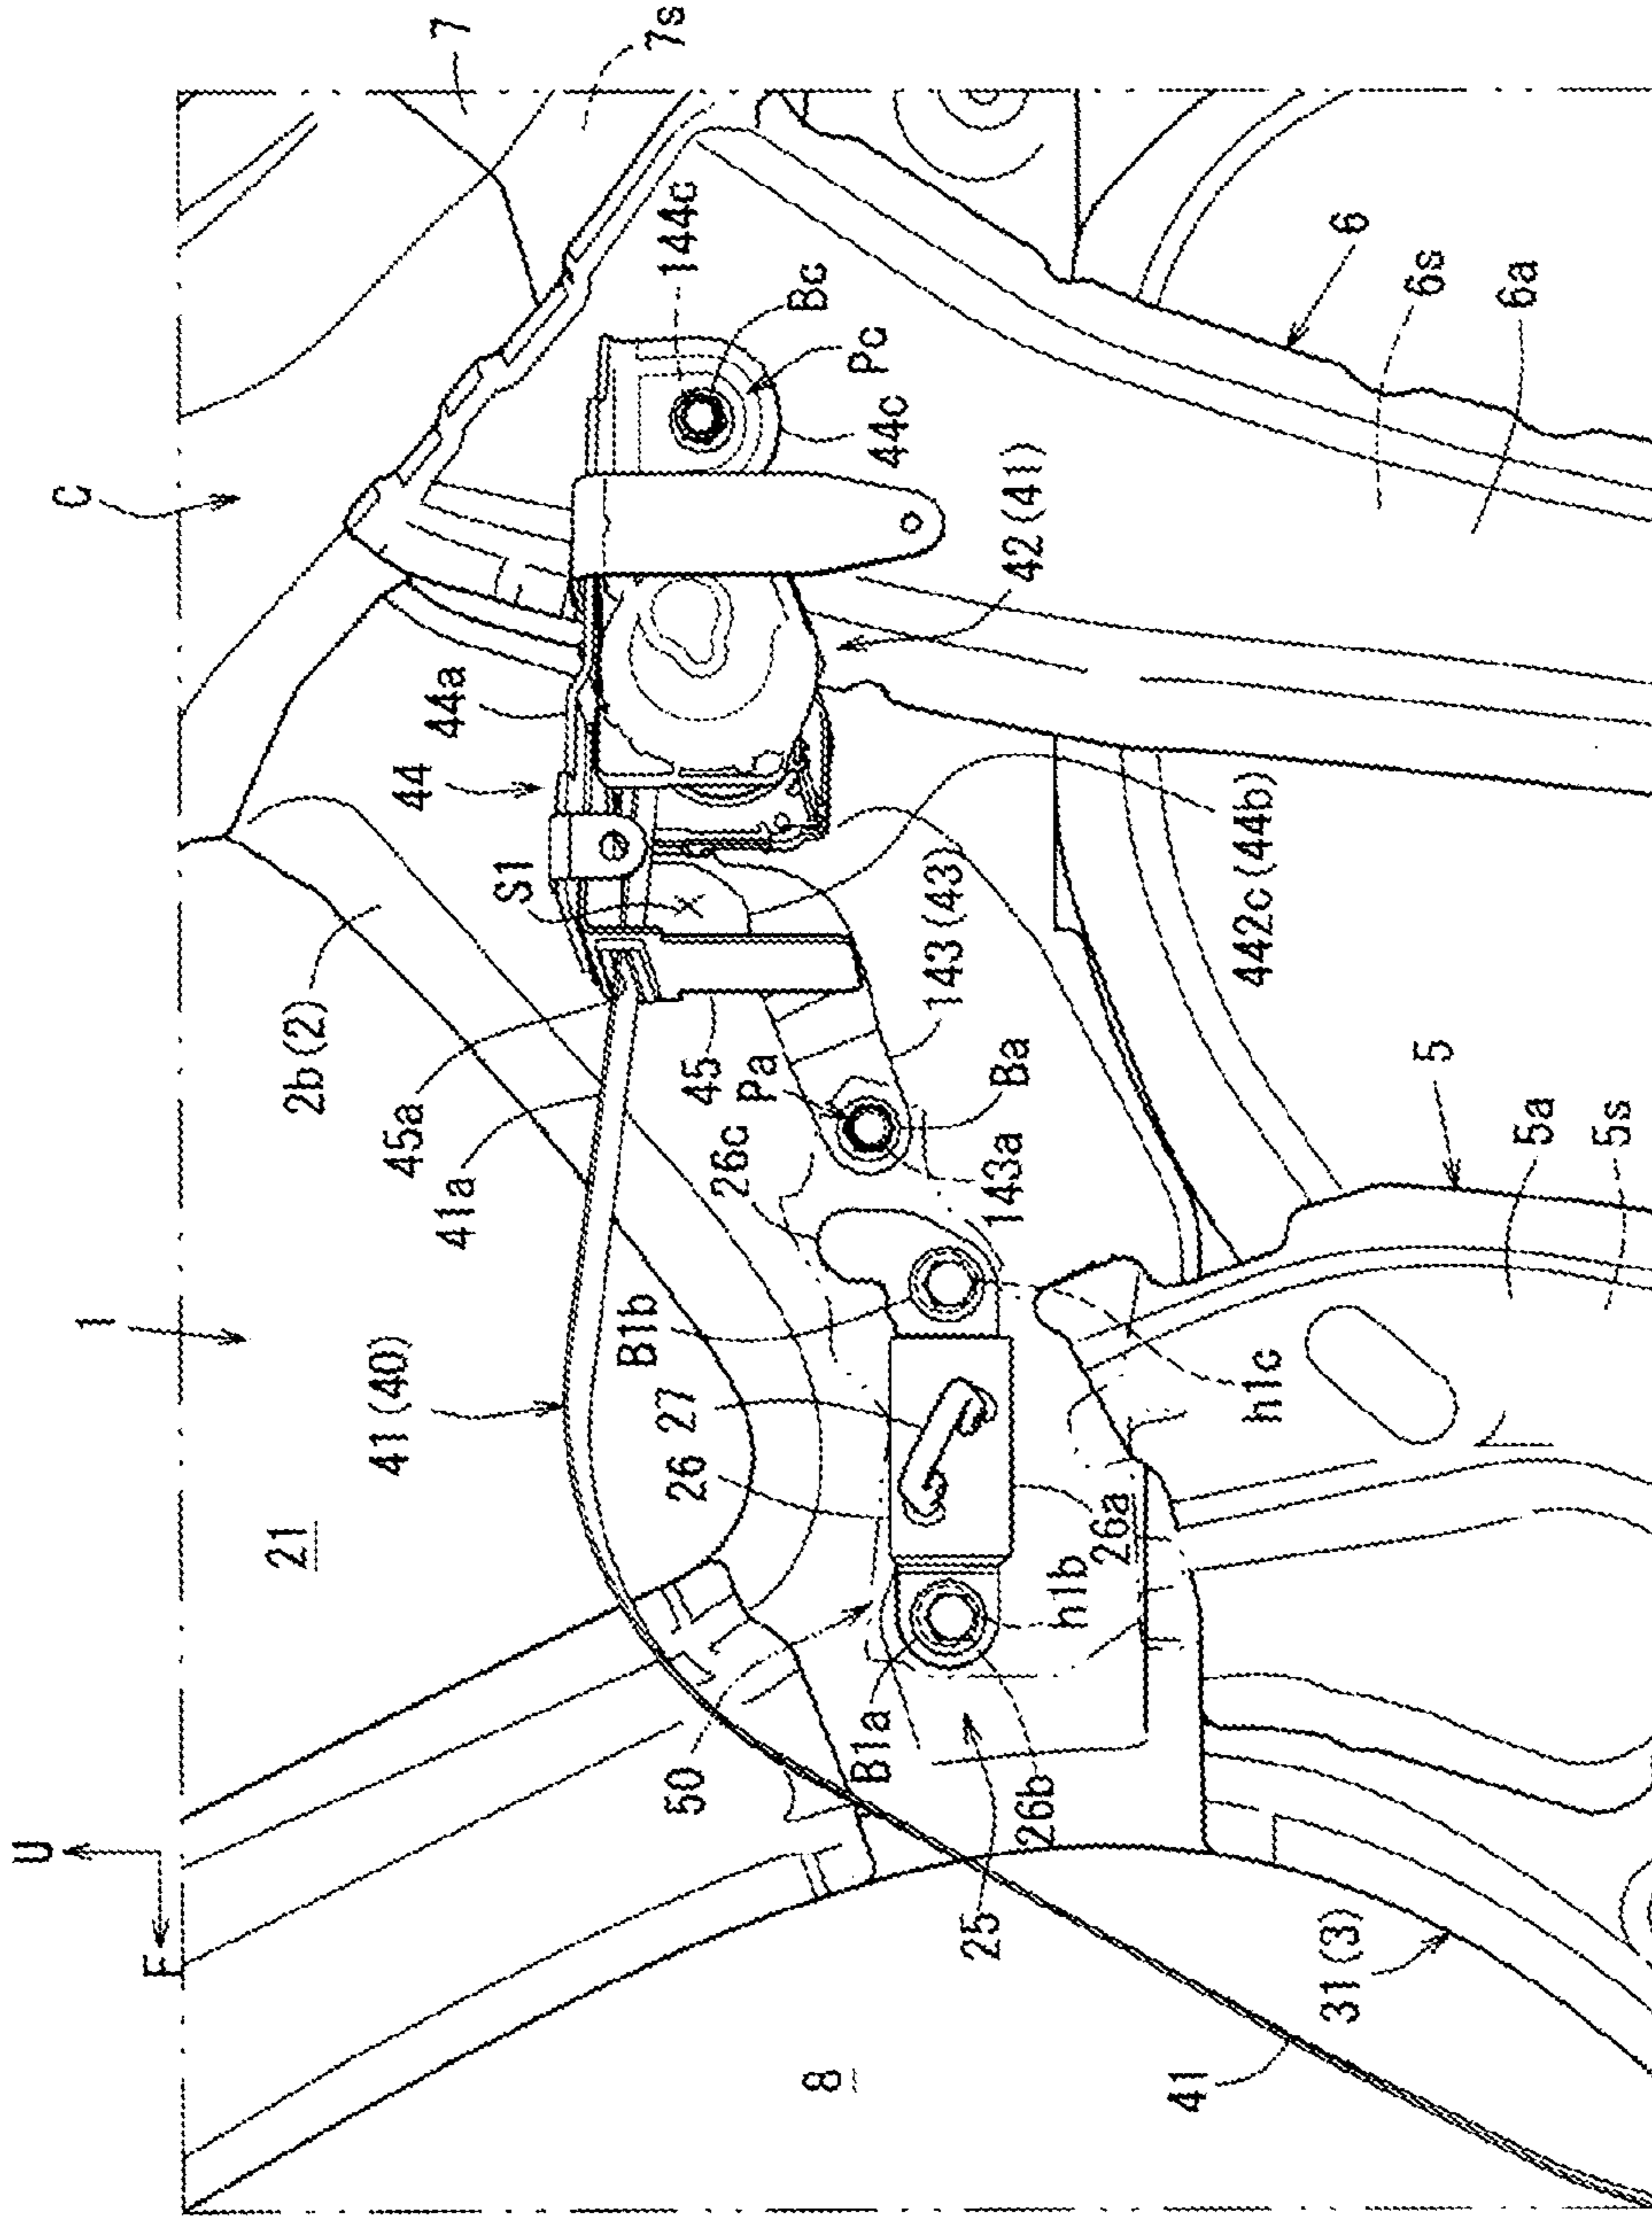 U
F
1
C
7
7s
21
2b(2)
41(40)
45a
41a
44
44a
S1
144c
Bc
Pc
44c
42(41)
6
6s
6a
45
Pa
26c
143(43)
Ba
143a
442c(44b)
B1b
27
26
50
B1a
h1b
26a
h1c
26b
25
5
5a
5s
8
41
31(3)